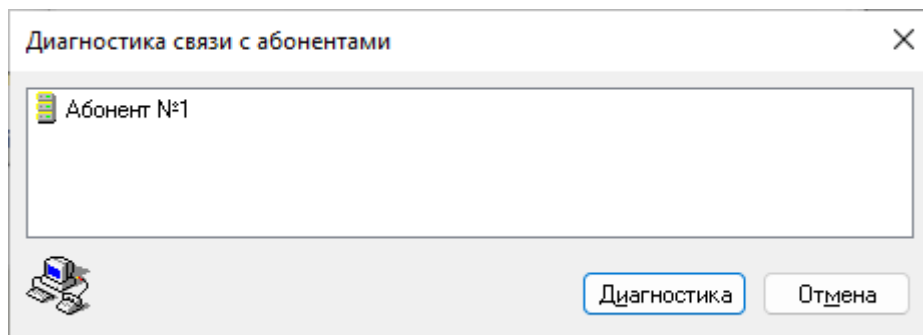 Диагностика связи с абонентами
Абонент №1
Диагностика
Отмена